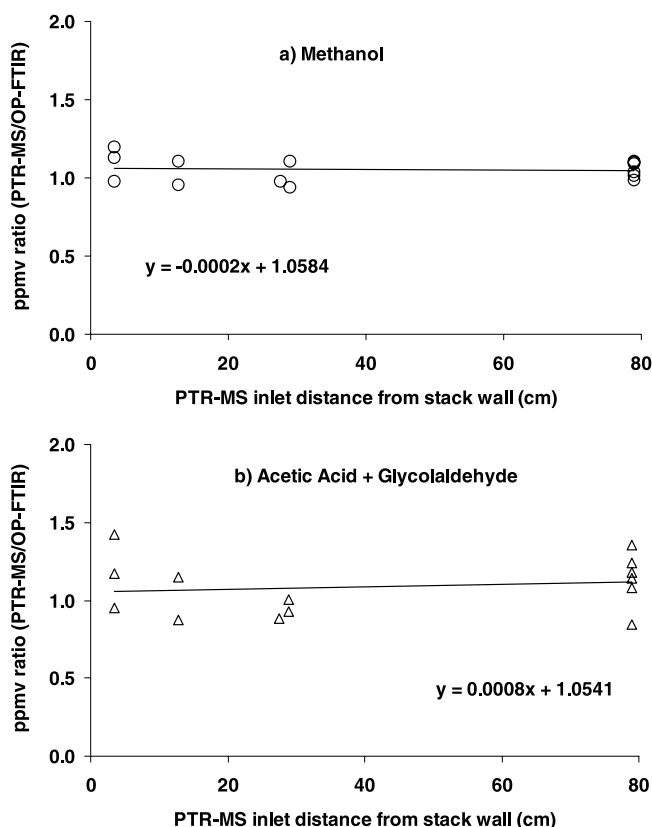 2.0
a) Methanol
1.5
1.0
0.5
y = -0.0002x + 1.0584
0.0
0 20 40 60 80
ppmv ratio (PTR-MS/OP-FTIR)
PTR-MS inlet distance from stack wall (cm)
2.0
b) Acetic Acid + Glycolaldehyde
1.5
1.0
0.5
y = 0.0008x + 1.0541
0.0
0 20 40 60 80
ppmv ratio (PTR-MS/OP-FTIR)
PTR-MS inlet distance from stack wall (cm)